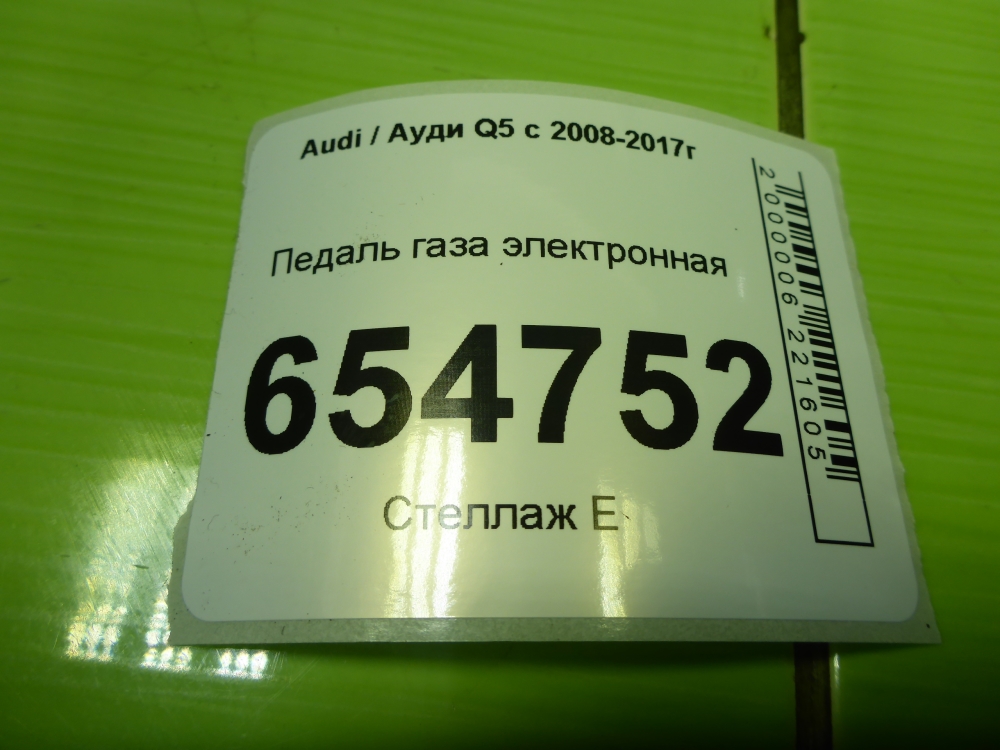 Audi / Ауди Q5 с 2008-2017г
Педаль газа электронная
654752
Стеллаж Е
2000006221605